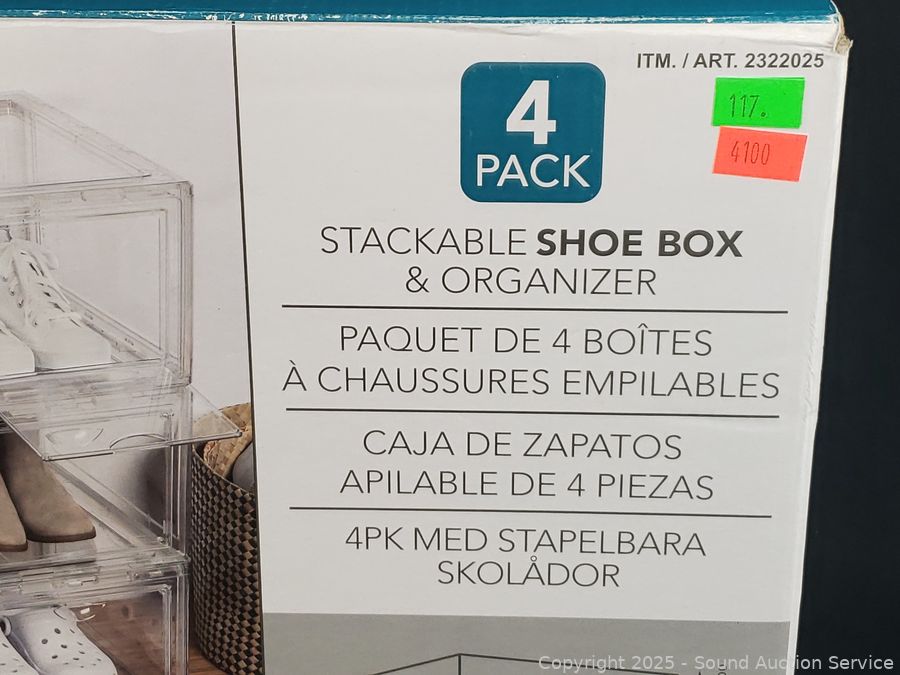 ITM. / ART. 2322025
117.
4100
4
PACK
STACKABLE SHOE BOX
& ORGANIZER
PAQUET DE 4 BOÎTES
À CHAUSSURES EMPILABLES
CAJA DE ZAPATOS
APILABLE DE 4 PIEZAS
4PK MED STAPELBARA
SKOLÅDOR
Copyright 2025 - Sound Auction Service